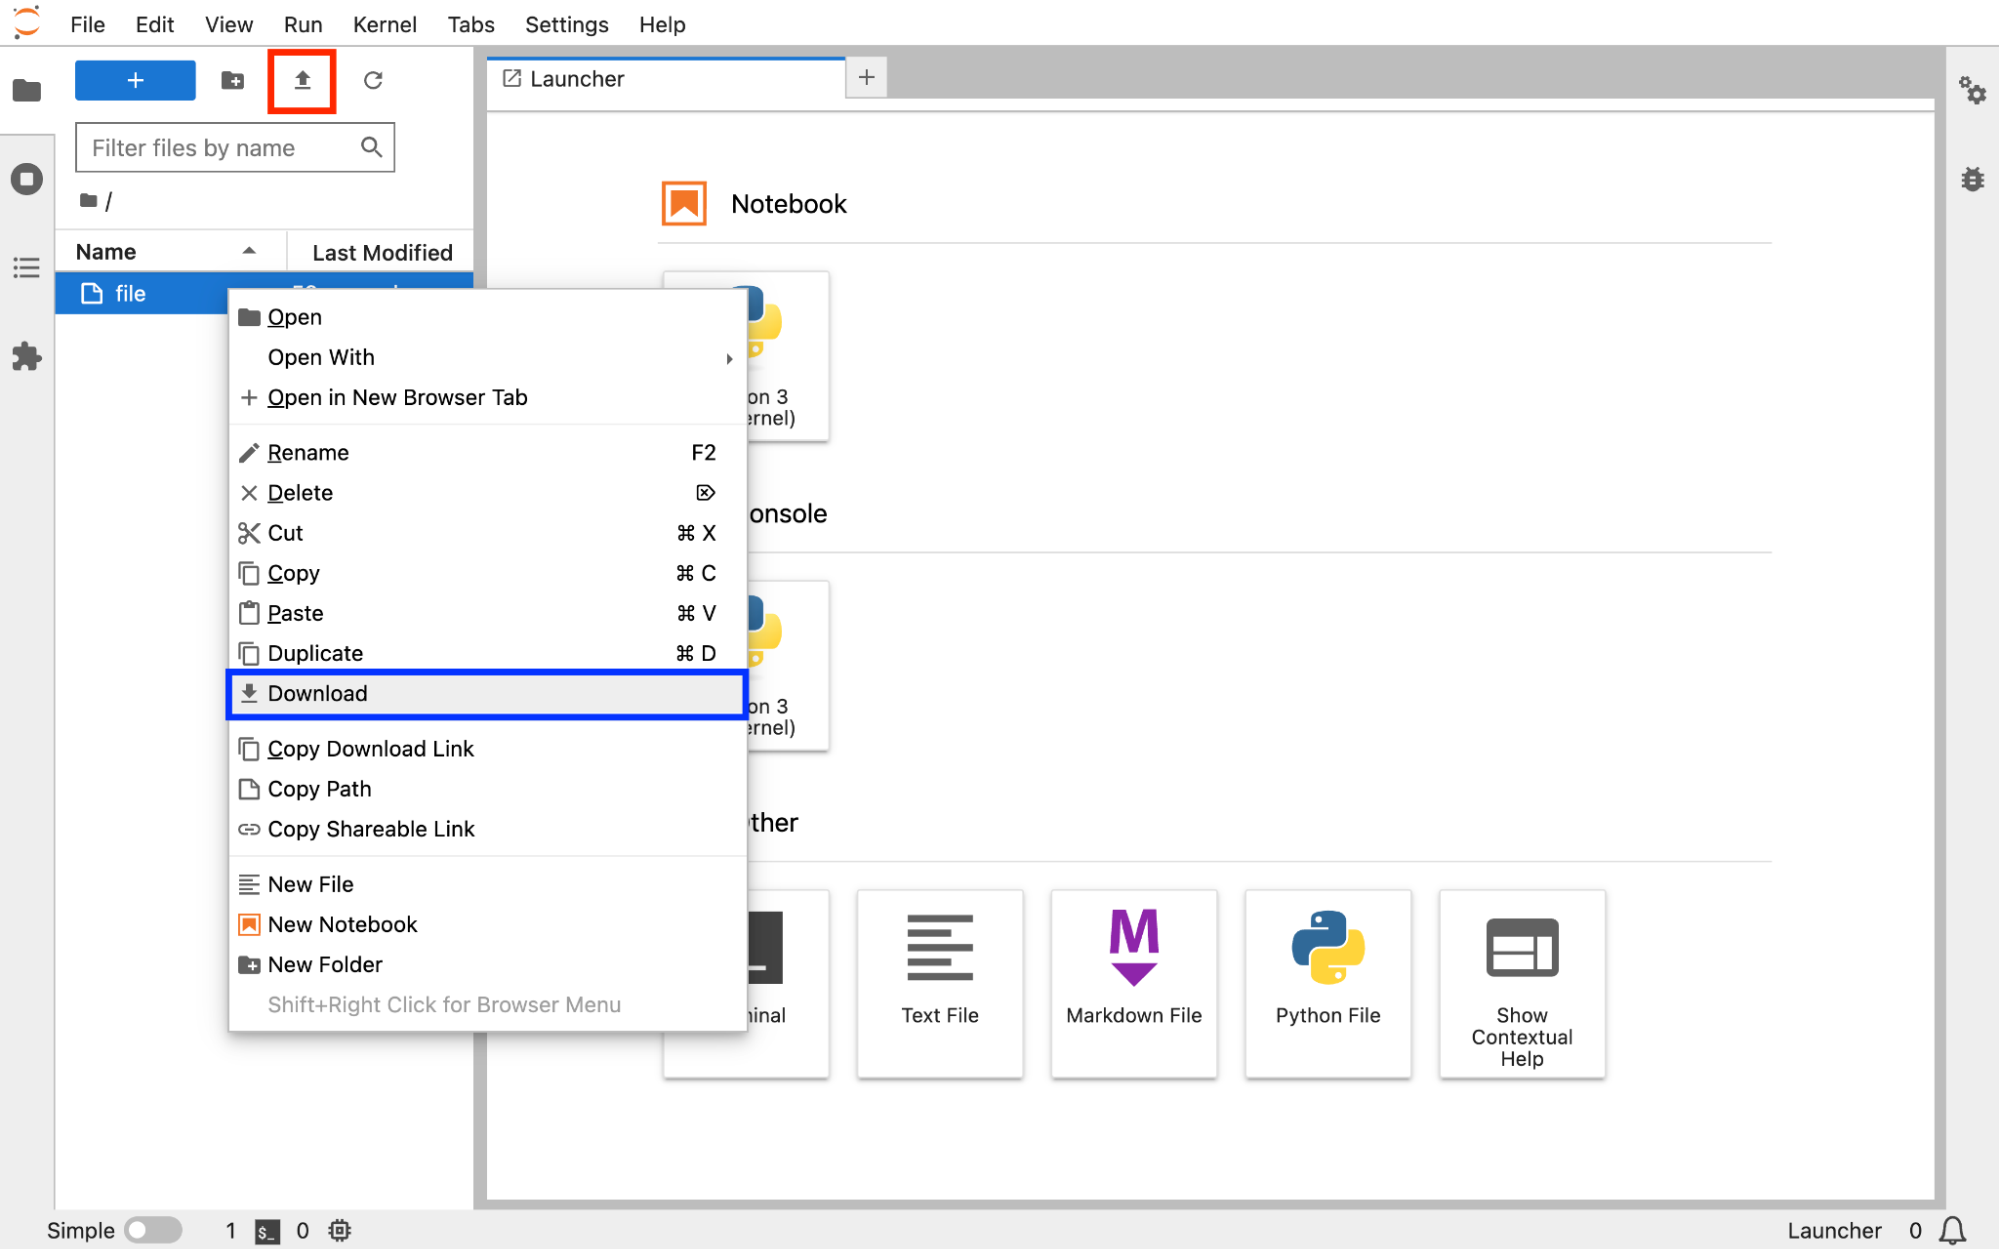 File Edit View Run Kernel Tabs Settings Help
+
Launcher
+
Filter files by name
/
Name
Last Modified
file
Open
Open With
Open in New Browser Tab
Rename F2
Delete
Cut ⌘ X
Copy ⌘ C
Paste ⌘ V
Duplicate ⌘ D
Download
Copy Download Link
Copy Path
Copy Shareable Link
New File
New Notebook
New Folder
Shift+Right Click for Browser Menu
Notebook
on 3
ernel)
onsole
on 3
ernel)
ther
inal
Text File
M
Markdown File
Python File
Show
Contextual
Help
Simple 1 $_ 0
Launcher 0